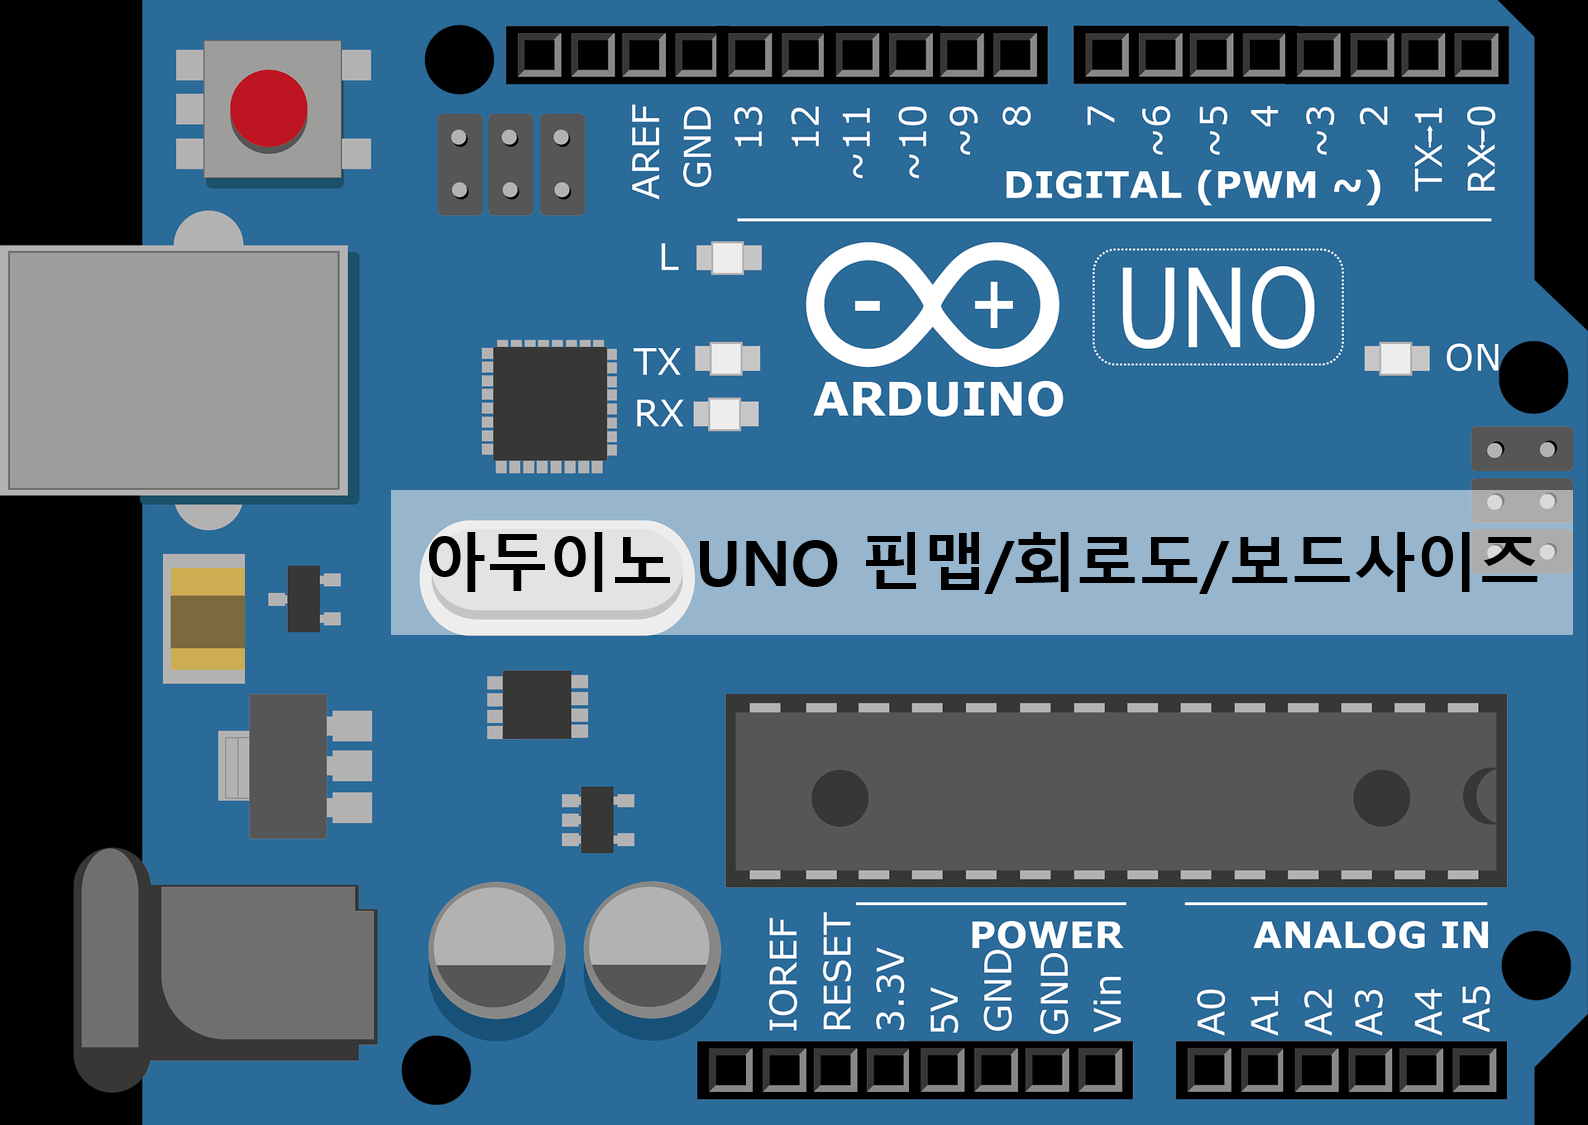 AREF GND 13 12 ~11 ~10 ~9 8 7 ~6 ~5 4 ~3 2 TX→1 RX←0
DIGITAL (PWM ~)
L
- +
UNO
TX
ON
RX
ARDUINO
아두이노 UNO 핀맵/회로도/보드사이즈
POWER
ANALOG IN
IOREF RESET 3.3V 5V GND GND Vin A0 A1 A2 A3 A4 A5